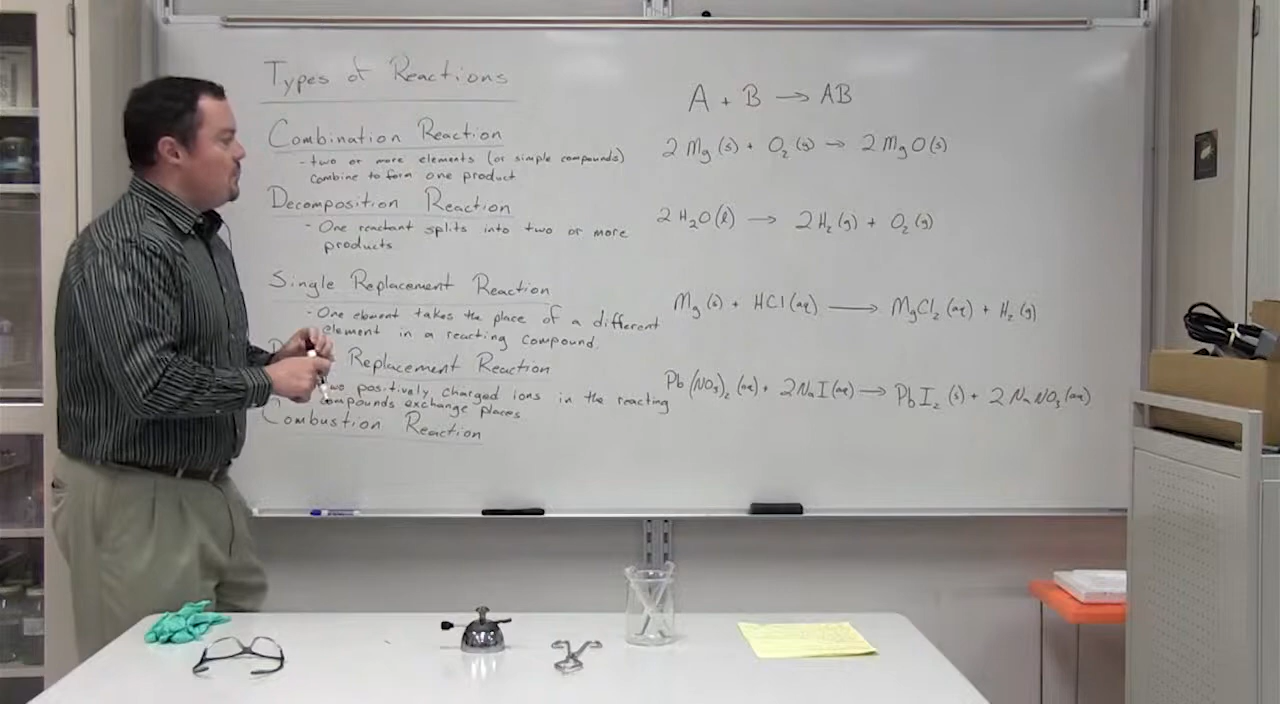 Types of Reactions
A + B → AB
Combination Reaction
2 Mg (s) + O₂ (g) → 2 MgO (s)
- two or more elements (or simple compounds)
combine to form one product
Decomposition Reaction
2 H₂O (l) → 2 H₂ (g) + O₂ (g)
- One reactant splits into two or more
products
Single Replacement Reaction
Mg (s) + HCl (aq) → MgCl₂ (aq) + H₂ (g)
- One element takes the place of a different
element in a reacting compound.
Replacement Reaction
Pb (NO₃)₂ (aq) + 2 NaI (aq) → PbI₂ (s) + 2 NaNO₃ (aq)
positively charged ions in the reacting
compounds exchange places
Combustion Reaction